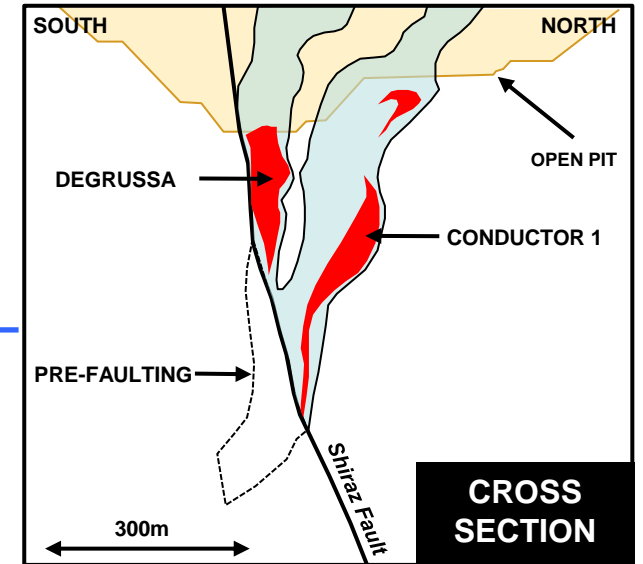 SOUTH
NORTH
OPEN PIT
DEGRUSSA
CONDUCTOR 1
PRE-FAULTING
Shiraz Fault
300m
CROSS
SECTION